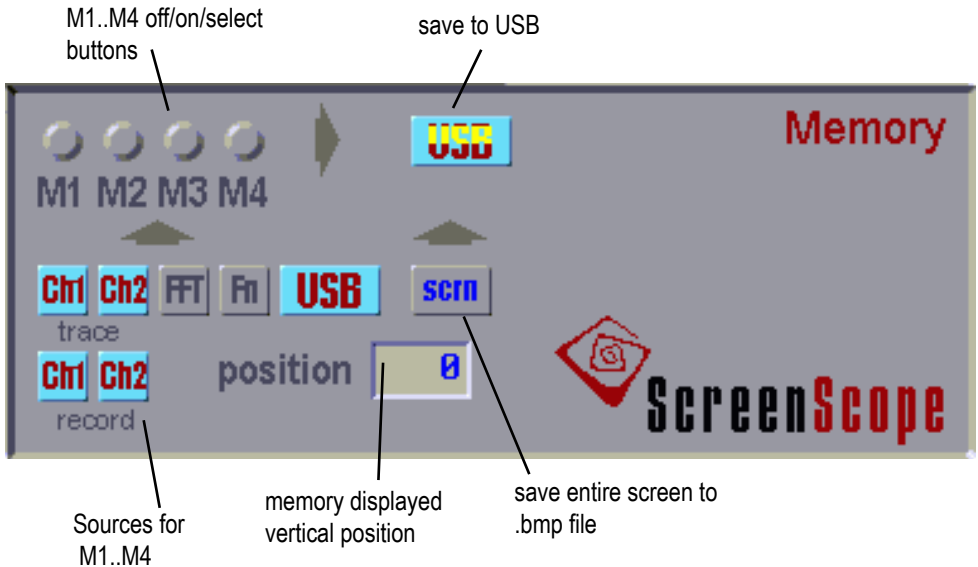 M1..M4 off/on/select
buttons
save to USB
USB
Memory
M1 M2 M3 M4
Ch1 Ch2 FFT Fn USB scrn
trace
Ch1 Ch2 position 0
record
ScreenScope
Sources for
M1..M4
memory displayed
vertical position
save entire screen to
.bmp file